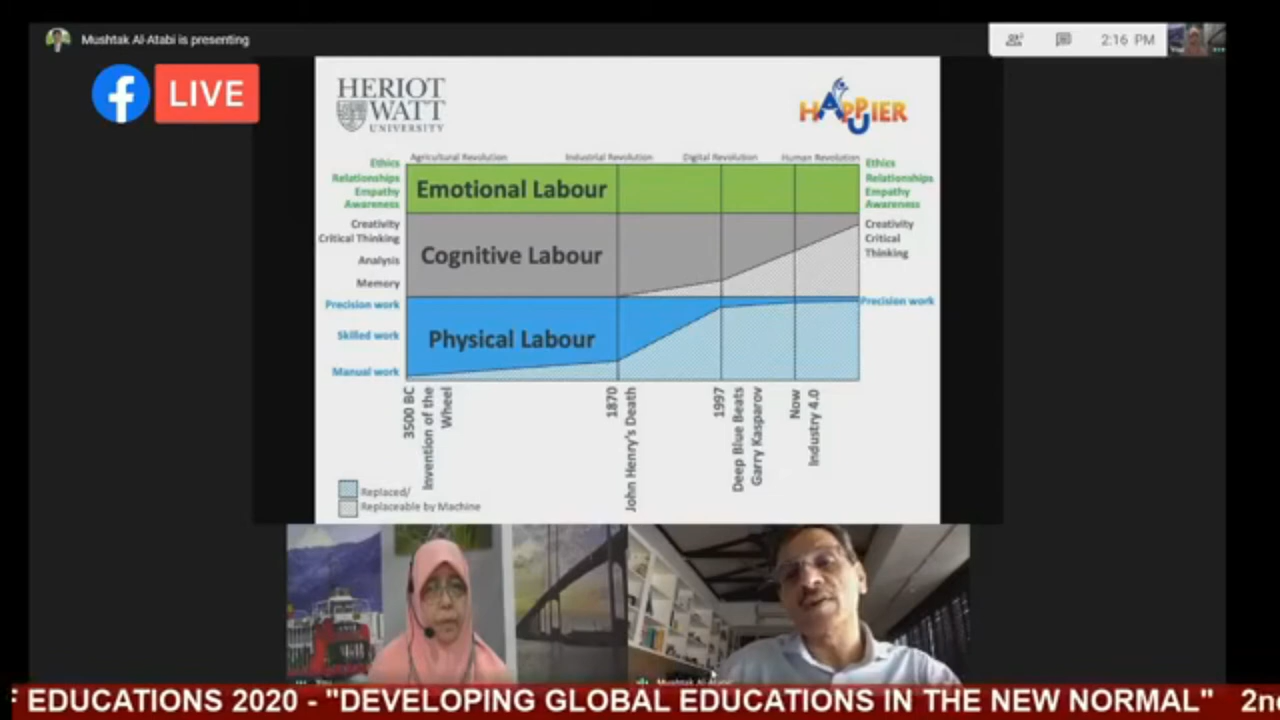 Mushtak Al-Atabi is presenting
2:16 PM
f LIVE
HERIOT
WATT
UNIVERSITY
HAPPIER
U
Agricultural Revolution Industrial Revolution Digital Revolution Human Revolution
Ethics
Relationships
Empathy
Awareness
Creativity
Critical Thinking
Analysis
Memory
Precision work
Skilled work
Manual work
Emotional Labour
Cognitive Labour
Physical Labour
Ethics
Relationships
Empathy
Awareness
Creativity
Critical
Thinking
Precision work
3500 BC
Invention of the
Wheel
1870
John Henry's Death
1997
Deep Blue Beats
Garry Kasparov
Now
Industry 4.0
Replaced/
Replaceable by Machine
You
Mushtak Al-Atabi
EDUCATIONS 2020 - "DEVELOPING GLOBAL EDUCATIONS IN THE NEW NORMAL"